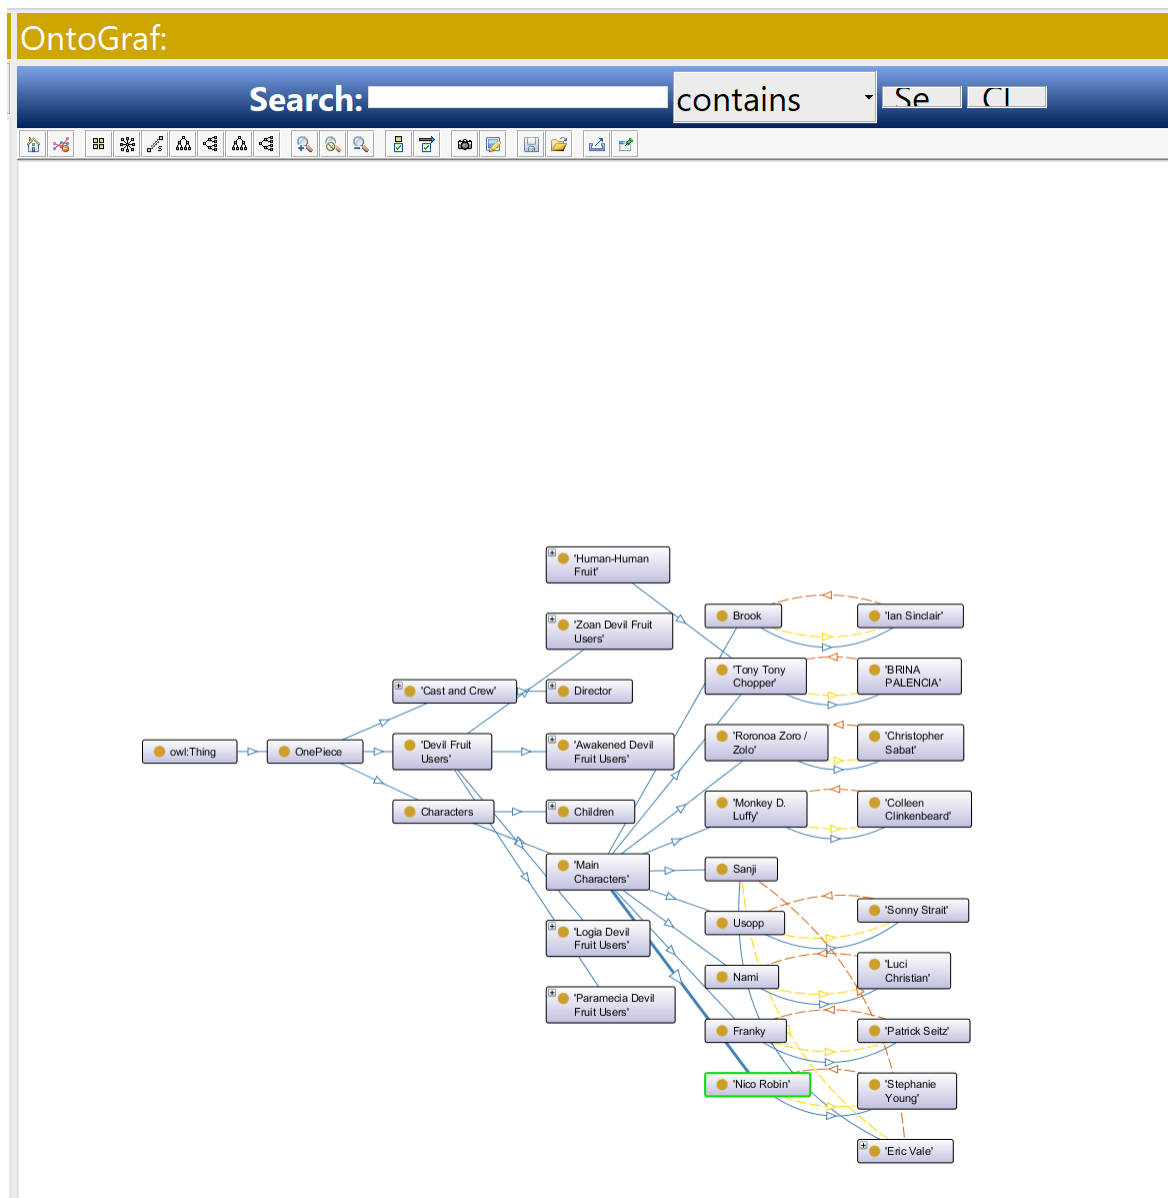 OntoGraf:
Search:
contains
Se
Cl
'Human-Human
Fruit'
'Zoan Devil Fruit
Users'
'Cast and Crew'
Director
owl:Thing
OnePiece
'Devil Fruit
Users'
'Awakened Devil
Fruit Users'
Characters
Children
'Main
Characters'
'Logia Devil
Fruit Users'
'Paramecia Devil
Fruit Users'
Brook
'Ian Sinclair'
'Tony Tony
Chopper'
'BRINA
PALENCIA'
'Roronoa Zoro /
Zolo'
'Christopher
Sabat'
'Monkey D.
Luffy'
'Colleen
Clinkenbeard'
Sanji
Usopp
'Sonny Strait'
Nami
'Luci
Christian'
Franky
'Patrick Seitz'
'Nico Robin'
'Stephanie
Young'
'Eric Vale'